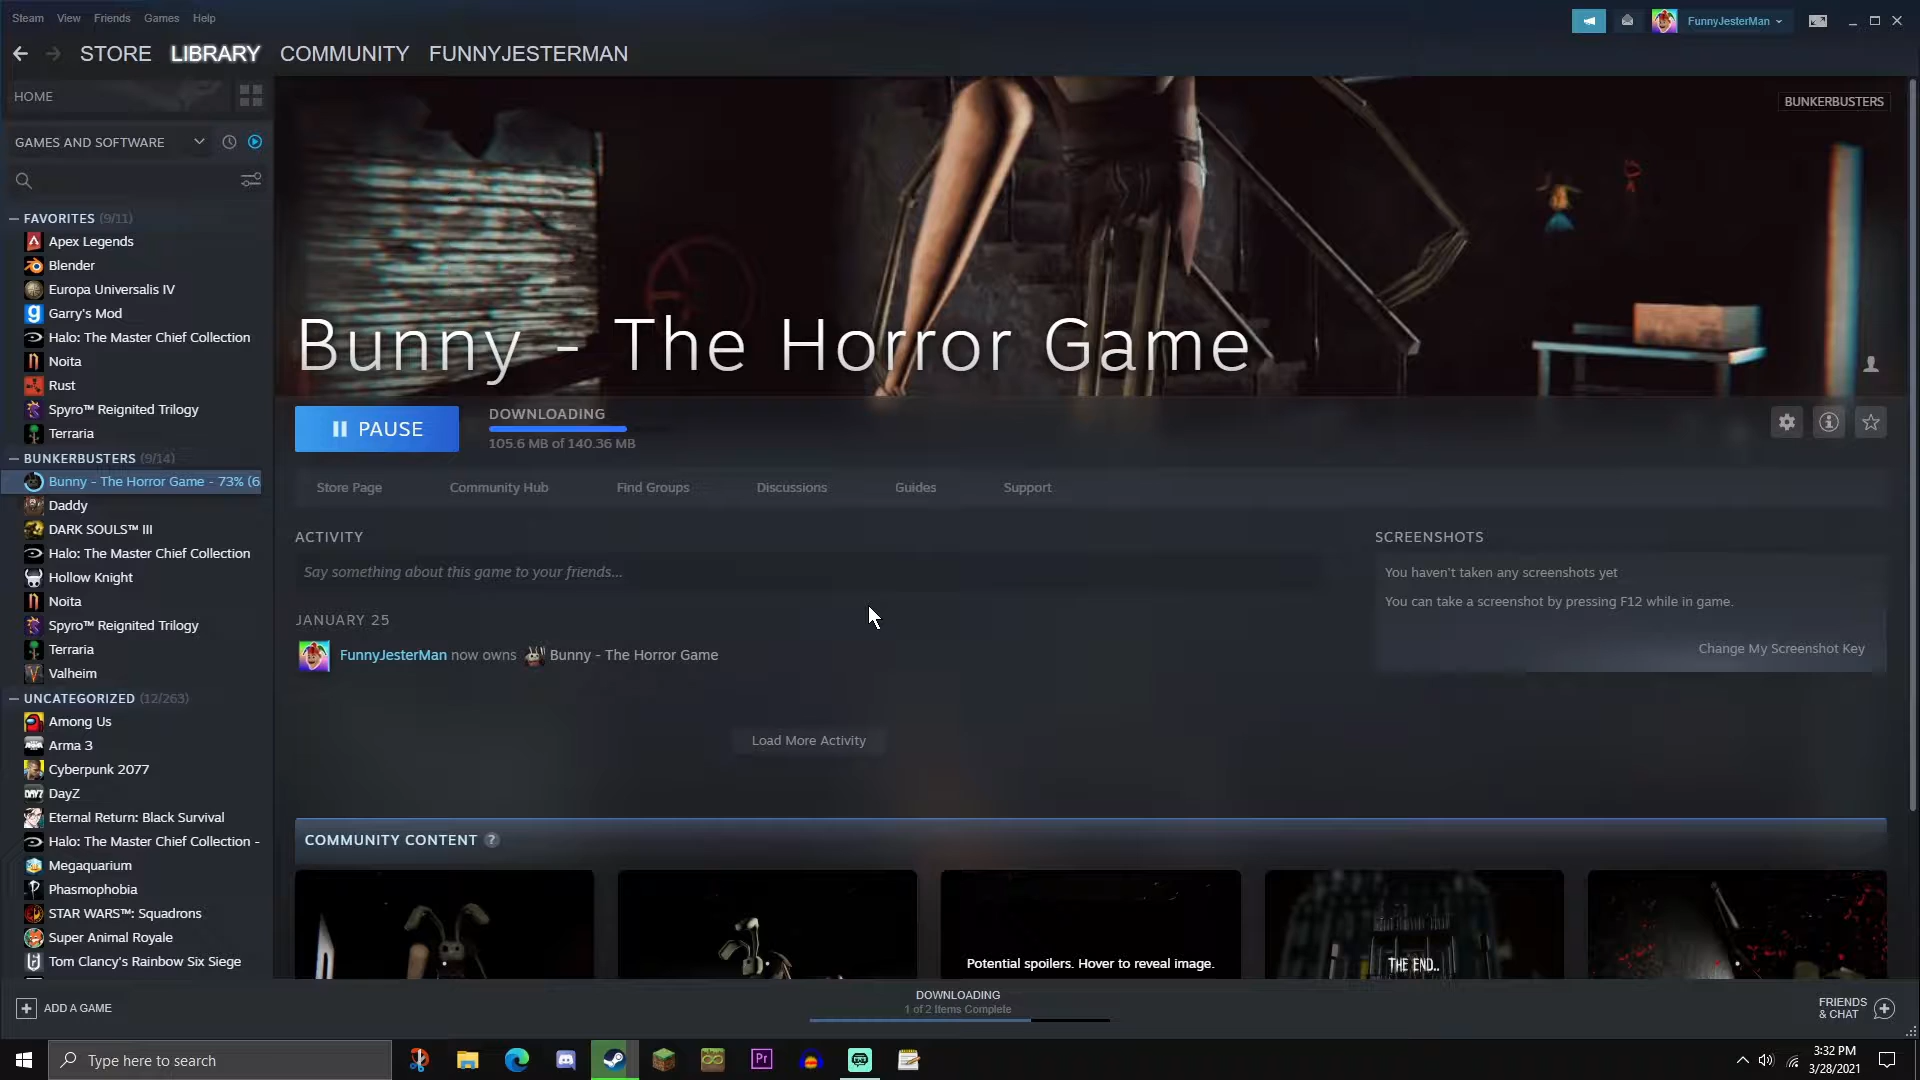 Steam View Friends Games Help
FunnyJesterMan
STORE LIBRARY COMMUNITY FUNNYJESTERMAN
HOME
BUNKERBUSTERS
GAMES AND SOFTWARE
FAVORITES (9/11)
Apex Legends
Blender
Europa Universalis IV
Garry's Mod
Halo: The Master Chief Collection
Noita
Rust
Spyro™ Reignited Trilogy
Terraria
BUNKERBUSTERS (9/14)
Bunny - The Horror Game - 73% (6
Daddy
DARK SOULS™ III
Halo: The Master Chief Collection
Hollow Knight
Noita
Spyro™ Reignited Trilogy
Terraria
Valheim
UNCATEGORIZED (12/263)
Among Us
Arma 3
Cyberpunk 2077
DayZ
Eternal Return: Black Survival
Halo: The Master Chief Collection -
Megaquarium
Phasmophobia
STAR WARS™: Squadrons
Super Animal Royale
Tom Clancy's Rainbow Six Siege
Bunny - The Horror Game
PAUSE
DOWNLOADING
105.6 MB of 140.36 MB
Store Page Community Hub Find Groups Discussions Guides Support
ACTIVITY
Say something about this game to your friends...
JANUARY 25
FunnyJesterMan now owns Bunny - The Horror Game
Load More Activity
SCREENSHOTS
You haven't taken any screenshots yet
You can take a screenshot by pressing F12 while in game.
Change My Screenshot Key
COMMUNITY CONTENT ?
Potential spoilers. Hover to reveal image.
THE END..
ADD A GAME
DOWNLOADING
1 of 2 Items Complete
FRIENDS
& CHAT
Type here to search
Pr
3:32 PM
3/28/2021